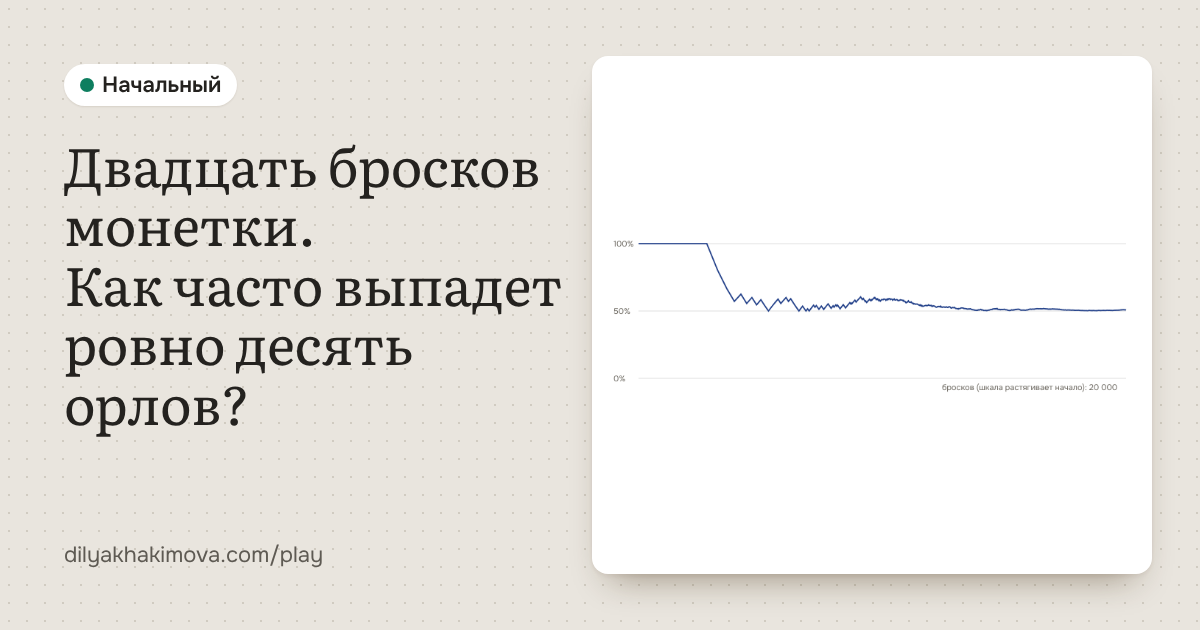 Начальный
Двадцать бросков
монетки.
Как часто выпадет
ровно десять
орлов?
dilyakhakimova.com/play
100%
50%
0%
бросков (шкала растягивает начало): 20 000